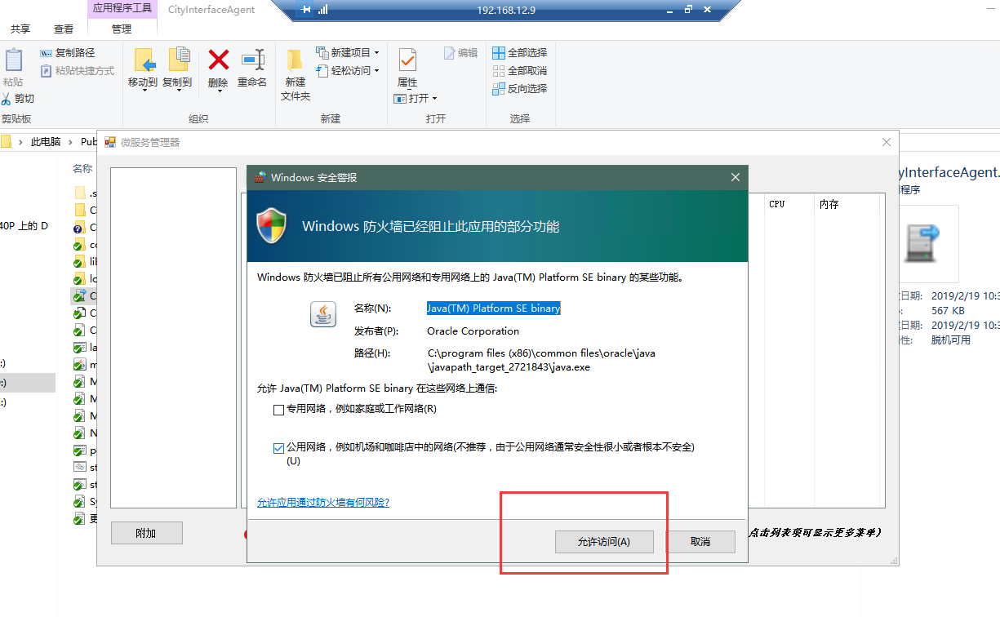 应用程序工具
CityInterfaceAgent
192.168.12.9
共享
查看
管理
复制路径
粘贴快捷方式
粘贴
剪切
剪贴板
移动到
复制到
删除
重命名
组织
新建
文件夹
新建项目
轻松访问
新建
属性
打开
编辑
打开
全部选择
全部取消
反向选择
选择
此电脑
Pub
微服务管理器
名称
40P 上的 D
Windows 安全警报
Windows 防火墙已经阻止此应用的部分功能
Windows 防火墙已阻止所有公用网络和专用网络上的 Java(TM) Platform SE binary 的某些功能。
名称(N):
Java(TM) Platform SE binary
发布者(P):
Oracle Corporation
路径(H):
C:\program files (x86)\common files\oracle\java
\javapath_target_2721843\java.exe
允许 Java(TM) Platform SE binary 在这些网络上通信:
专用网络，例如家庭或工作网络(R)
公用网络，例如机场和咖啡店中的网络(不推荐，由于公用网络通常安全性很小或者根本不安全)
(U)
允许应用通过防火墙有何风险?
允许访问(A)
取消
附加
点击列表项可显示更多菜单）
CPU
内存
yInterfaceAgent.
程序
日期:
2019/2/19 10:3
567 KB
日期:
2019/2/19 10:3
性:
脱机可用
.s
C
C
co
lib
lo
C
C
C
la
m
M
M
M
N
p
st
st
Sy
更
:)
:)
:)